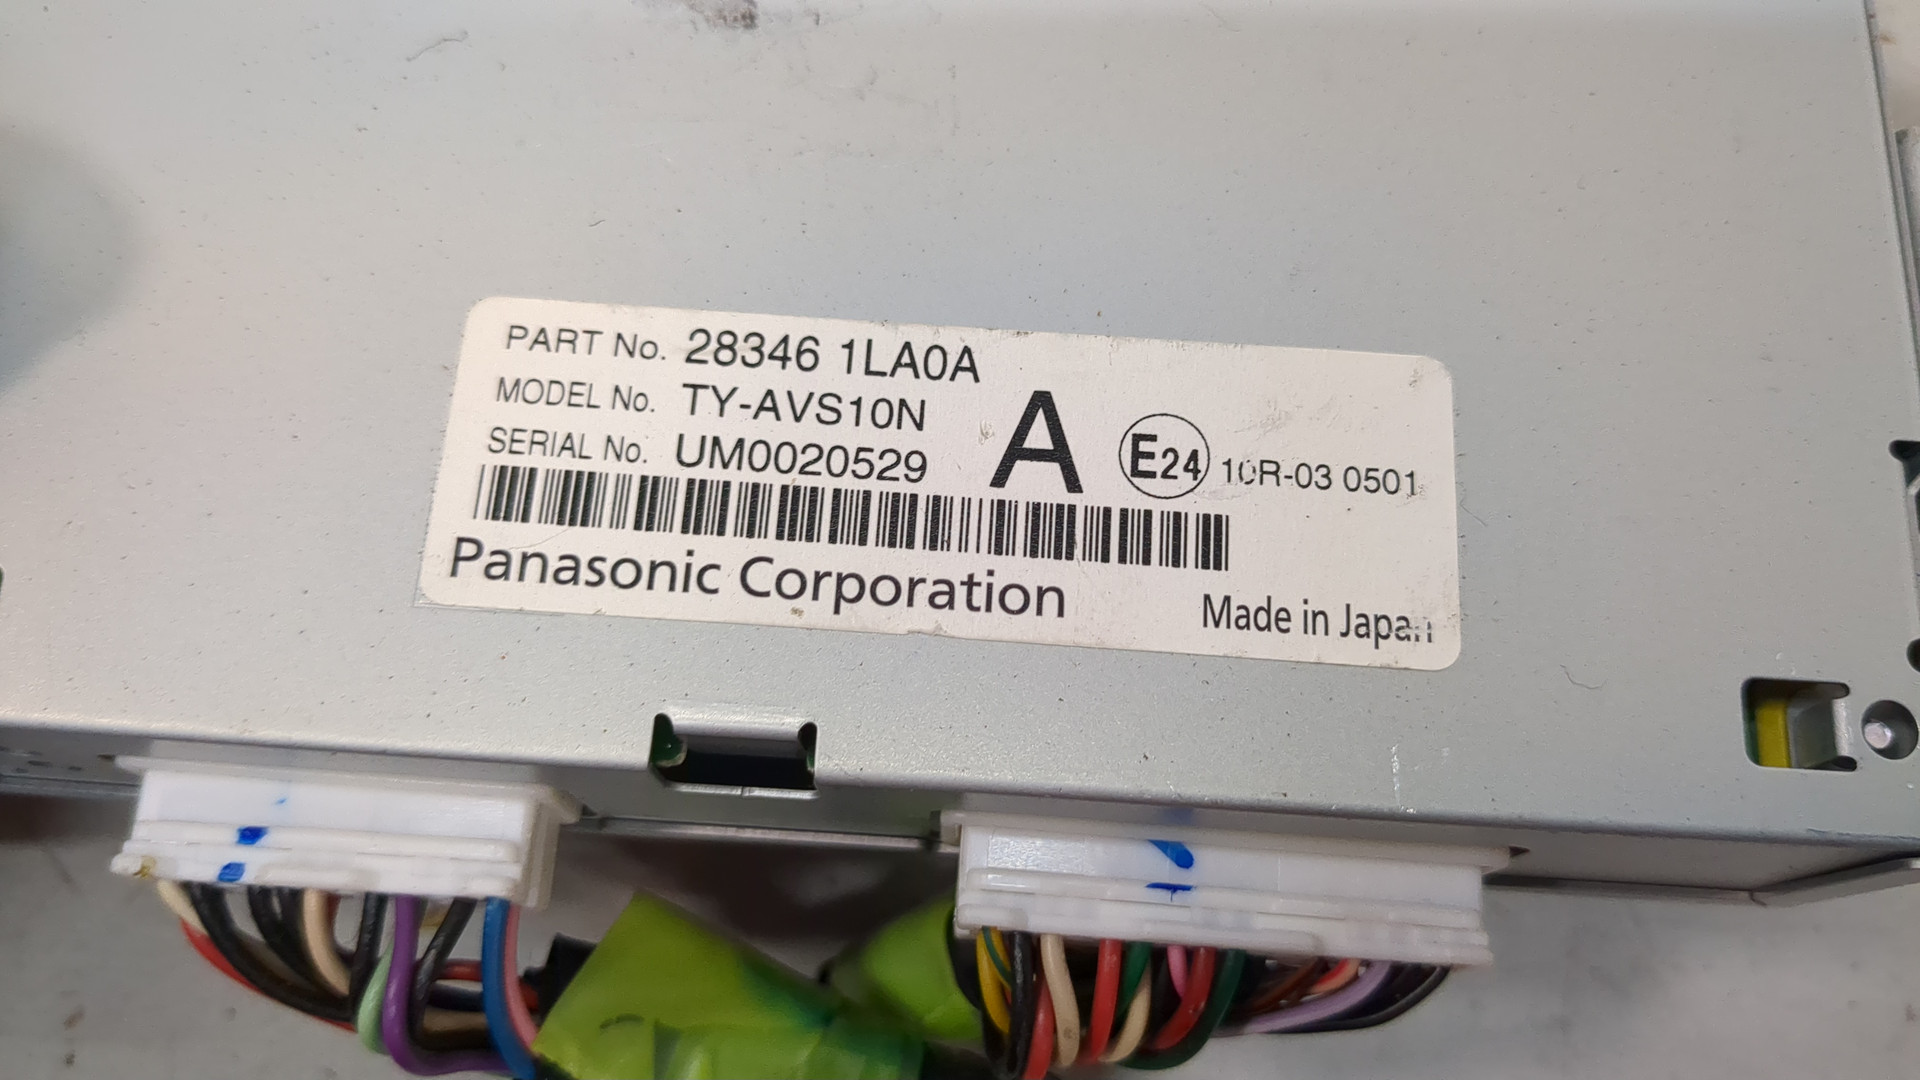 PART No. 28346 1LA0A
MODEL No. TY-AVS10N
SERIAL No. UM0020529
A
E24 10R-03 0501
Panasonic Corporation
Made in Japan